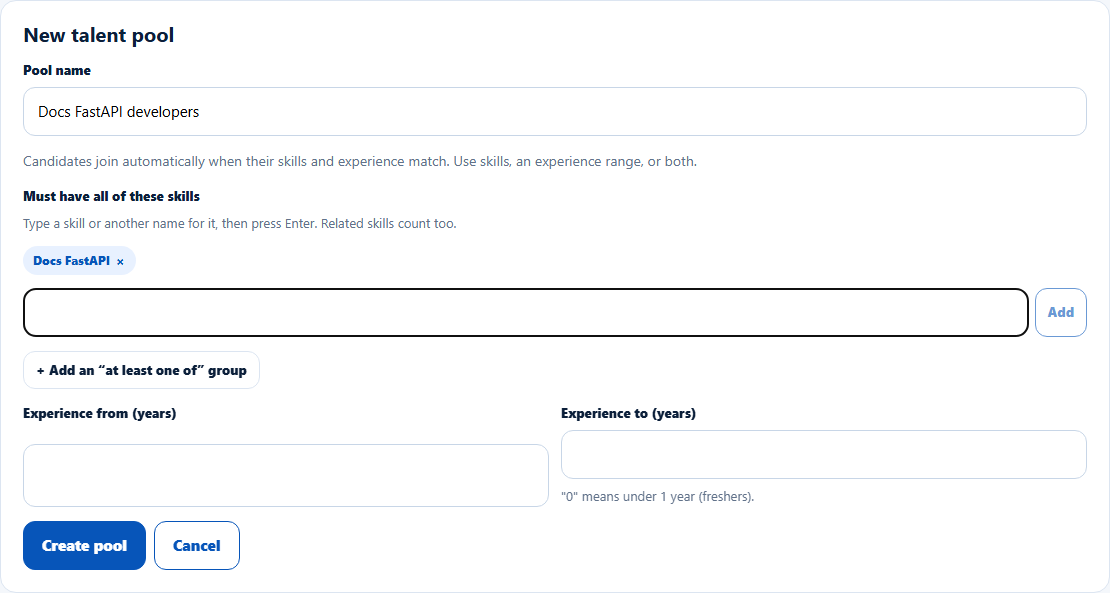 New talent pool
Pool name
Docs FastAPI developers
Candidates join automatically when their skills and experience match. Use skills, an experience range, or both.
Must have all of these skills
Type a skill or another name for it, then press Enter. Related skills count too.
Docs FastAPI ×
Add
+ Add an “at least one of” group
Experience from (years)
Experience to (years)
"0" means under 1 year (freshers).
Create pool
Cancel